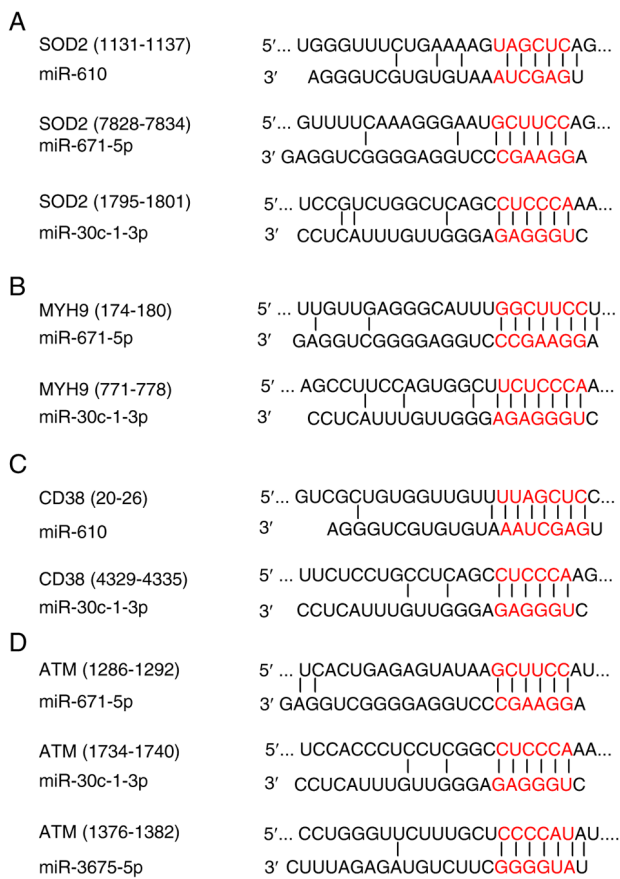 A
SOD2 (1131-1137) 5′... UGGGUUUCUGAAAAGUAGCUCAG...
miR-610 3′ AGGGUCGUGUGUAAAUCGAGU
SOD2 (7828-7834) 5′... GUUUUCAAAGGGAAUGCUUCCAG...
miR-671-5p 3′ GAGGUCGGGGAGGUCCCGAAGGA
SOD2 (1795-1801) 5′... UCCGUCUGGCUCAGCCUCCCAAA...
miR-30c-1-3p 3′ CCUCAUUUGUUGGGAGAGGGUC
B
MYH9 (174-180) 5′ ... UUGUUGAGGGCAUUUGGCUUCCU...
miR-671-5p 3′ GAGGUCGGGGAGGUCCCGAAGGA
MYH9 (771-778) 5′ ... AGCCUUCCAGUGGCUUCUCCCAA...
miR-30c-1-3p 3′ CCUCAUUUGUUGGGAGAGGGUC
C
CD38 (20-26) 5′... GUCGCUGUGGUUGUUUUAGCUCC...
miR-610 3′ AGGGUCGUGUGUAAAUCGAGU
CD38 (4329-4335) 5′... UUCUCCUGCCUCAGCCUCCCAAG...
miR-30c-1-3p 3′ CCUCAUUUGUUGGGAGAGGGUC
D
ATM (1286-1292) 5′ ... UCACUGAGAGUAUAAGCUUCCAU...
miR-671-5p 3′ GAGGUCGGGGAGGUCCCGAAGGA
ATM (1734-1740) 5′... UCCACCCUCCUCGGCCUCCCAAA...
miR-30c-1-3p 3′ CCUCAUUUGUUGGGAGAGGGUC
ATM (1376-1382) 5′... CCUGGGUUCUUUGCUCCCCAUAU....
miR-3675-5p 3′ CUUUAGAGAUGUCUUCGGGGUAU